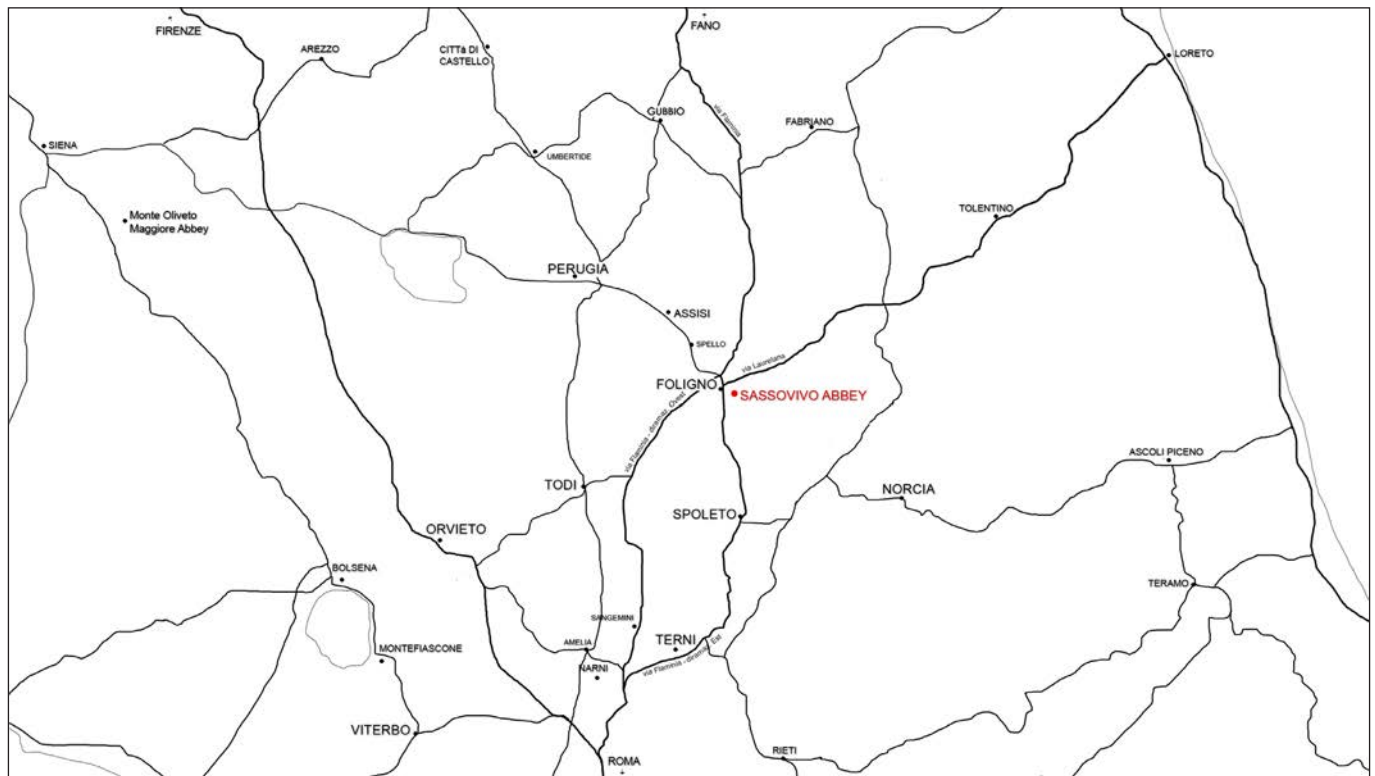 FIRENZE
FANO
AREZZO
CITTà DI
CASTELLO
LORETO
via Flaminia
GUBBIO
FABRIANO
SIENA
UMBERTIDE
Monte Oliveto
Maggiore Abbey
TOLENTINO
PERUGIA
ASSISI
SPELLO
via Lauretana
FOLIGNO
SASSOVIVO ABBEY
via Flaminia - diramaz. Ovest
ASCOLI PICENO
TODI
NORCIA
SPOLETO
ORVIETO
BOLSENA
TERAMO
SANGEMINI
AMELIA
TERNI
MONTEFIASCONE
NARNI
via Flaminia - diramaz. Est
VITERBO
RIETI
ROMA